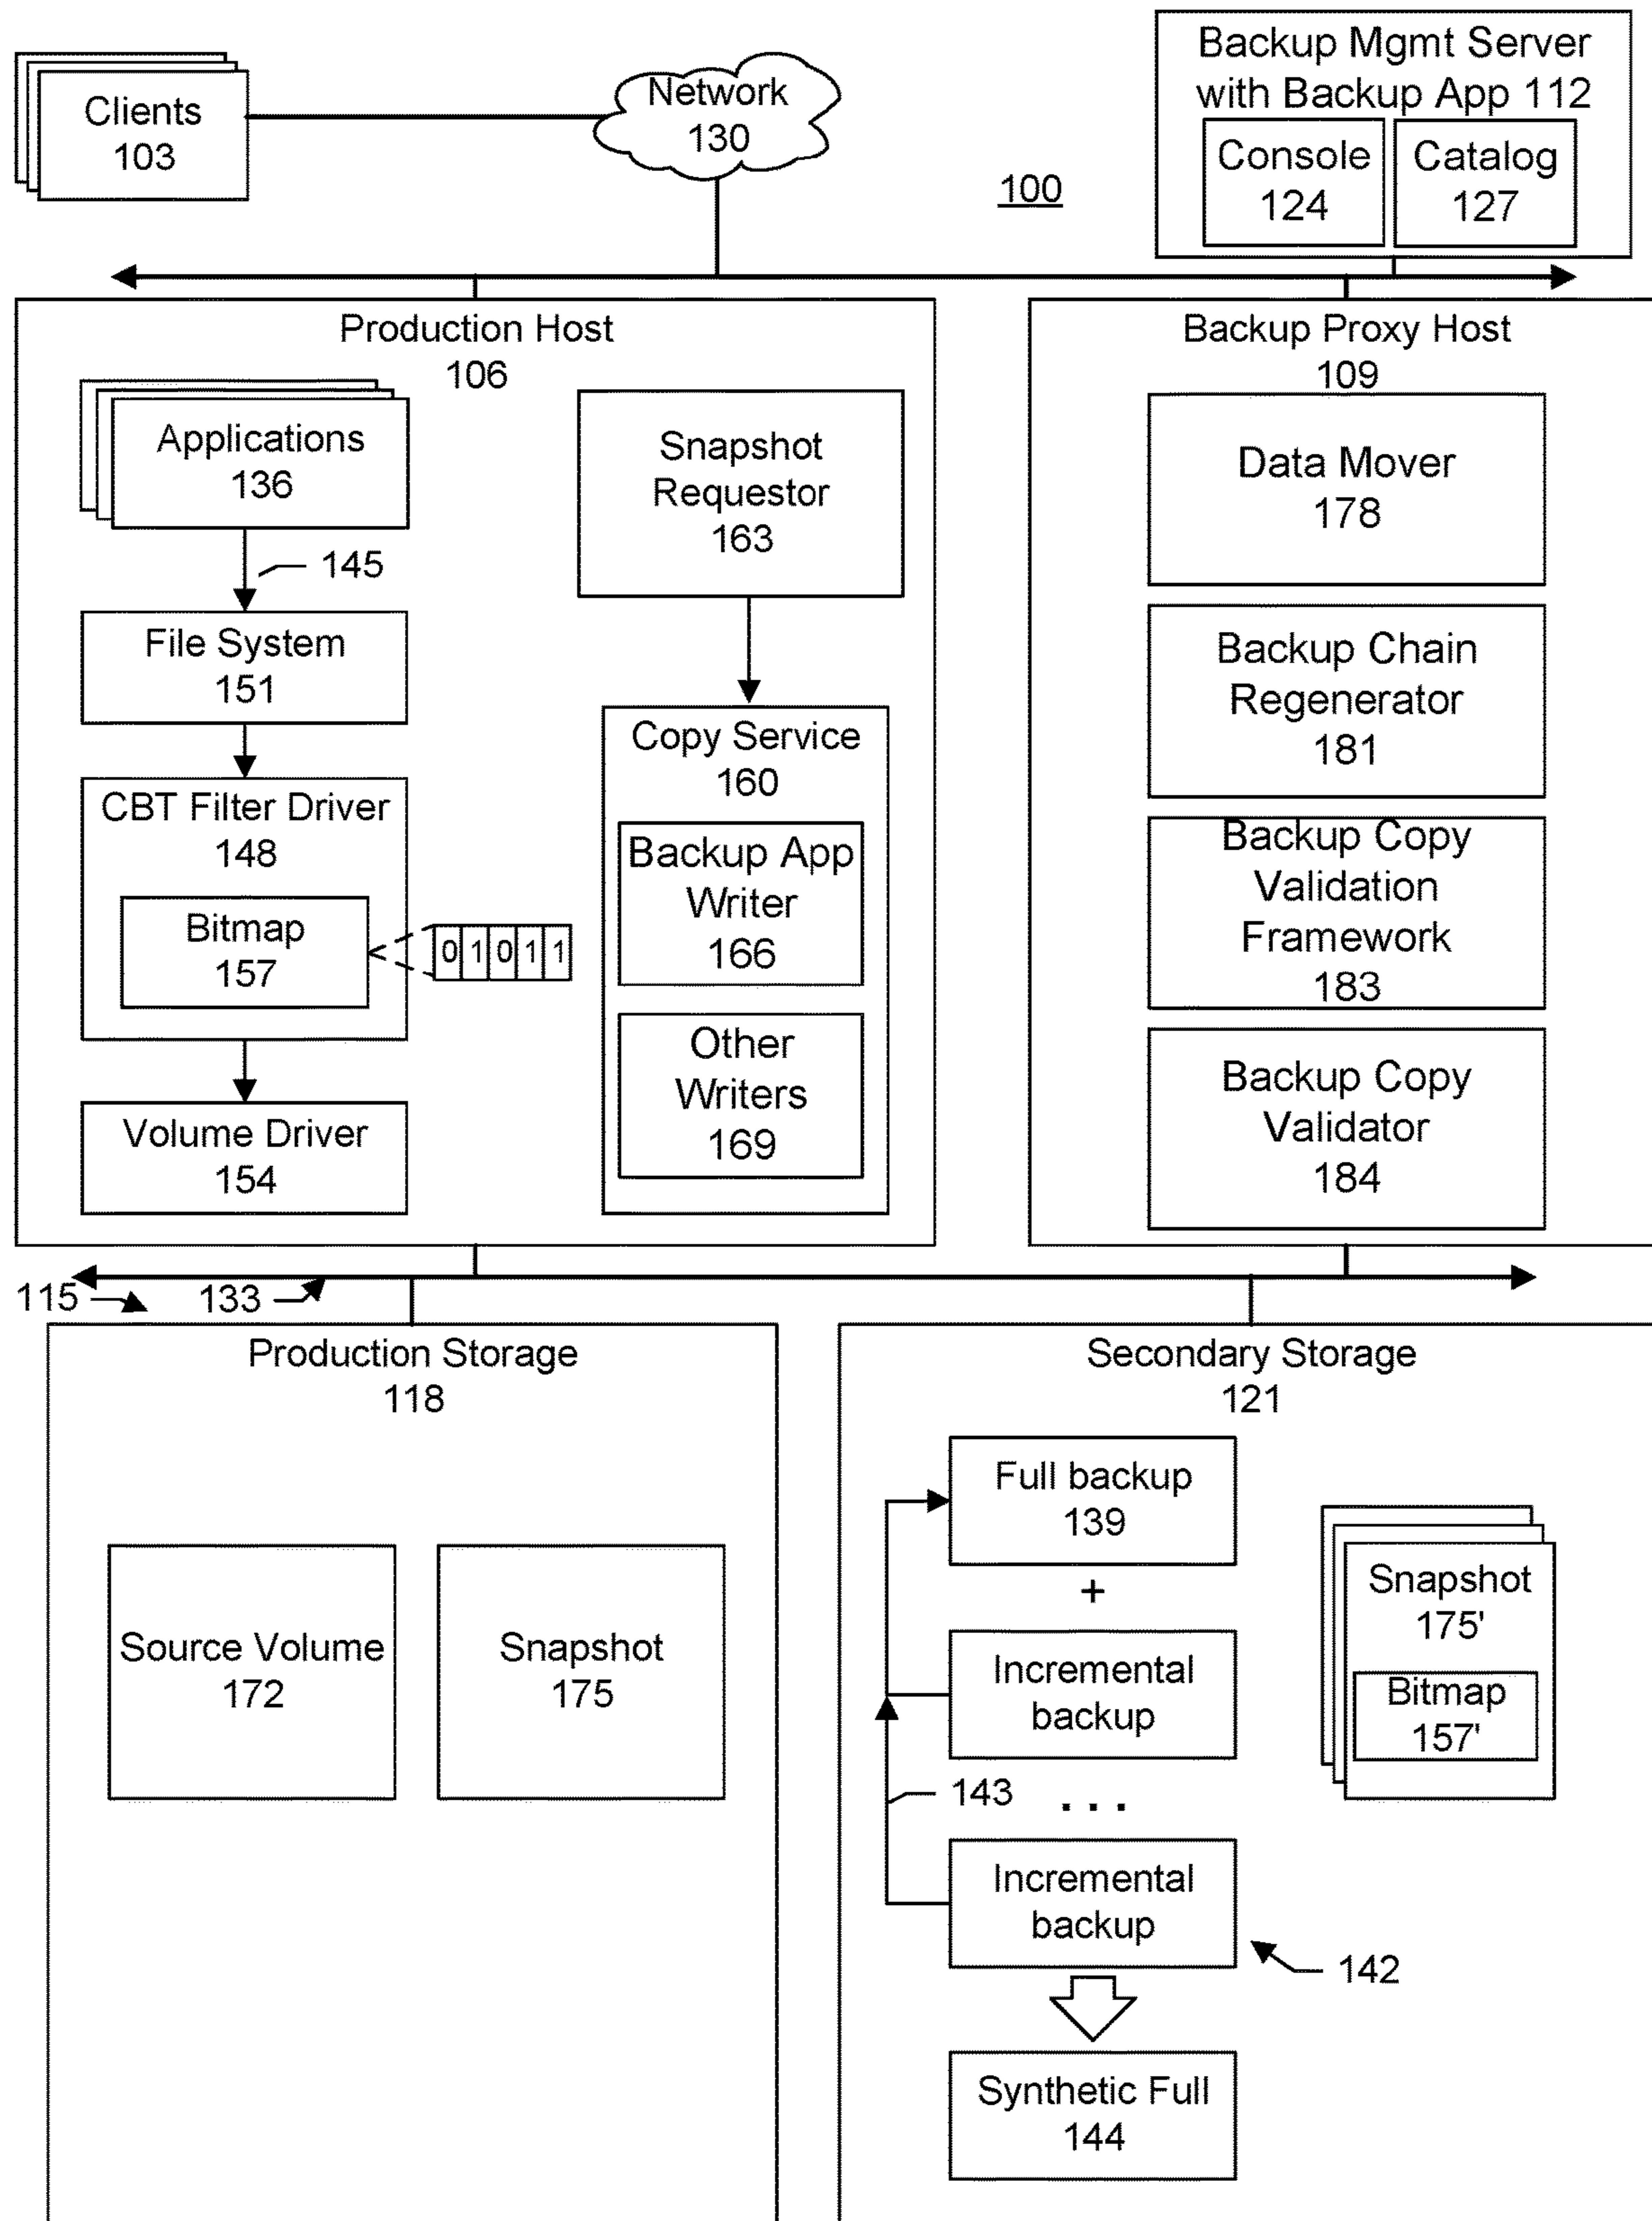 Clients
103
Network
130
100
Backup Mgmt Server
with Backup App 112
Console
124
Catalog
127
Production Host
106
Applications
136
145
File System
151
CBT Filter Driver
148
Bitmap
157
0 1 0 1 1
Volume Driver
154
Snapshot
Requestor
163
Copy Service
160
Backup App
Writer
166
Other
Writers
169
Backup Proxy Host
109
Data Mover
178
Backup Chain
Regenerator
181
Backup Copy
Validation
Framework
183
Backup Copy
Validator
184
115
133
Production Storage
118
Source Volume
172
Snapshot
175
Secondary Storage
121
Full backup
139
+
Incremental
backup
143
...
Incremental
backup
142
Synthetic Full
144
Snapshot
175'
Bitmap
157'